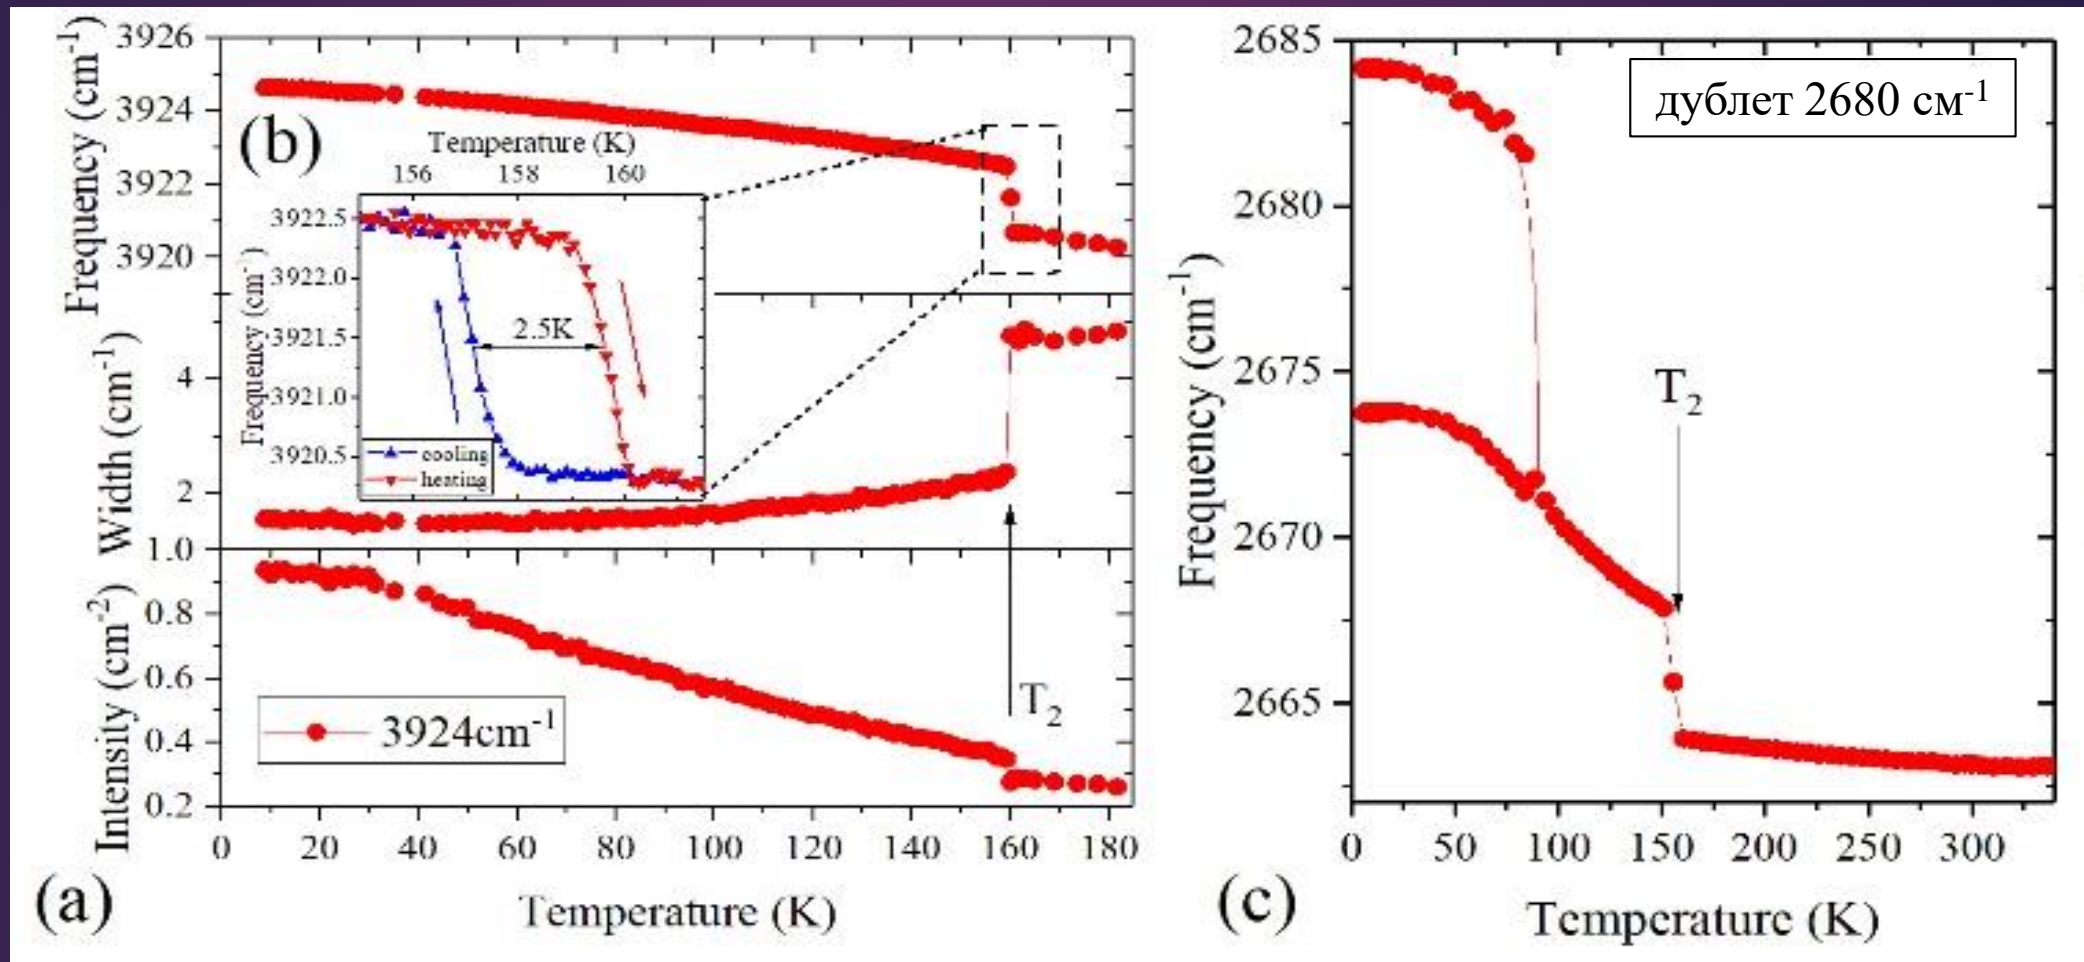 3926
3924
3922
3920
Frequency (cm-1)
(b)
Temperature (K)
156 158 160
3922.5
3922.0
3921.5
3921.0
3920.5
Frequency (cm-1)
2.5K
cooling
heating
4
2
Width (cm-1)
1.0
0.8
0.6
0.4
0.2
Intensity (cm-2)
3924cm-1
T2
0 20 40 60 80 100 120 140 160 180
Temperature (K)
(a)
2685
2680
2675
2670
2665
Frequency (cm-1)
дублет 2680 см-1
T2
0 50 100 150 200 250 300
Temperature (K)
(c)